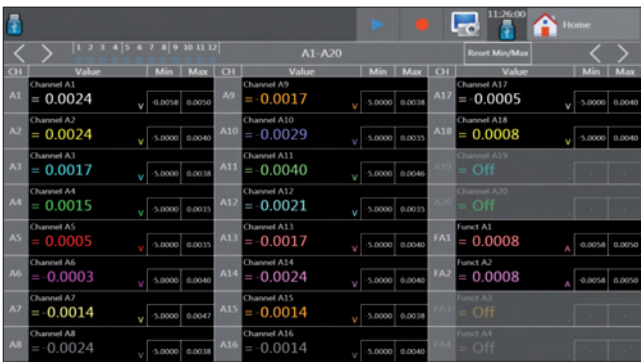 11:26:00
Home
1 2 3 4 5 6 7 8 9 10 11 12
A1-A20
Reset Min/Max
CH Value Min Max CH Value Min Max CH Value Min Max
Channel A1 Channel A9 Channel A17
A1 = 0.0024 V -0.0058 0.0050 A9 =-0.0017 V -5.0000 0.0038 A17 =-0.0005 V -5.0000 0.0040
Channel A2 Channel A10 Channel A18
A2 = 0.0024 V -5.0000 0.0040 A10 =-0.0029 V -5.0000 0.0035 A18 = 0.0008 V -5.0000 0.0040
Channel A3 Channel A11 Channel A19
A3 = 0.0017 V -5.0000 0.0038 A11 =-0.0040 V -5.0000 0.0046 A19 = Off - -
Channel A4 Channel A12 Channel A20
A4 = 0.0015 V -5.0000 0.0035 A12 =-0.0021 V -5.0000 0.0035 A20 = Off - -
Channel A5 Channel A13 Funct A1
A5 = 0.0005 V -5.0000 0.0035 A13 =-0.0017 V -5.0000 0.0040 FA1 = 0.0008 A -0.0058 0.0050
Channel A6 Channel A14 Funct A2
A6 =-0.0003 V -5.0000 0.0040 A14 =-0.0024 V -5.0000 0.0040 FA2 = 0.0008 A -0.0058 0.0050
Channel A7 Channel A15 Funct A3
A7 =-0.0014 V -5.0000 0.0047 A15 =-0.0014 V -5.0000 0.0038 FA3 = Off - -
Channel A8 Channel A16 Funct A4
A8 =-0.0024 V -5.0000 0.0038 A16 =-0.0014 V -5.0000 0.0040 FA4 = Off - -